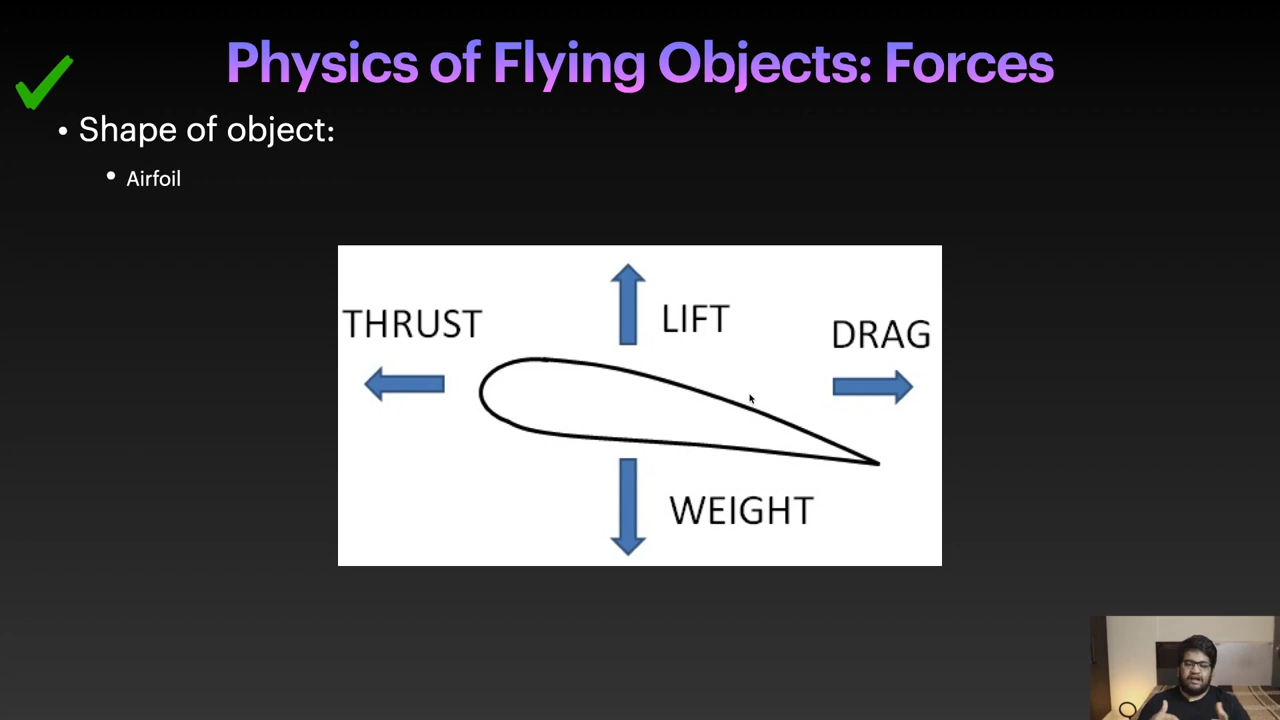 Physics of Flying Objects: Forces
• Shape of object:
• Airfoil
THRUST
LIFT
DRAG
WEIGHT